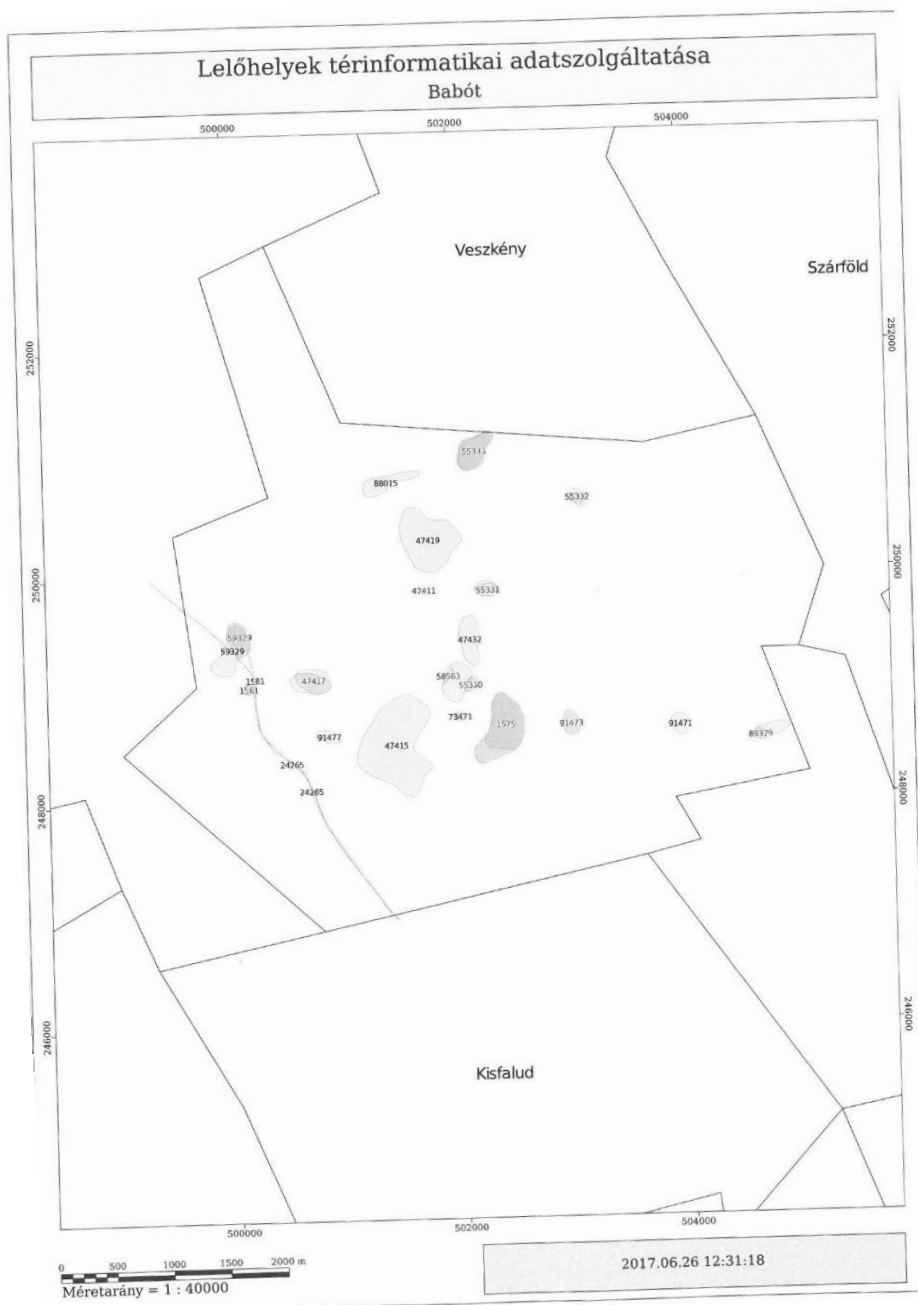 Lelőhelyek térinformatikai adatszolgáltatása
Babót
500000 502000 504000
Veszkény
Szárföld
252000 252000
55333
88015
55332
47419
250000 250000
47411 55331
59329 47432
59329
58563
1581 47417 55330
1581
73471 1575 91473 91471
91477 47415 89379
24265
24265
248000 248000
246000 246000
Kisfalud
500000 502000 504000
0 500 1000 1500 2000 m
Méretarány = 1 : 40000
2017.06.26 12:31:18